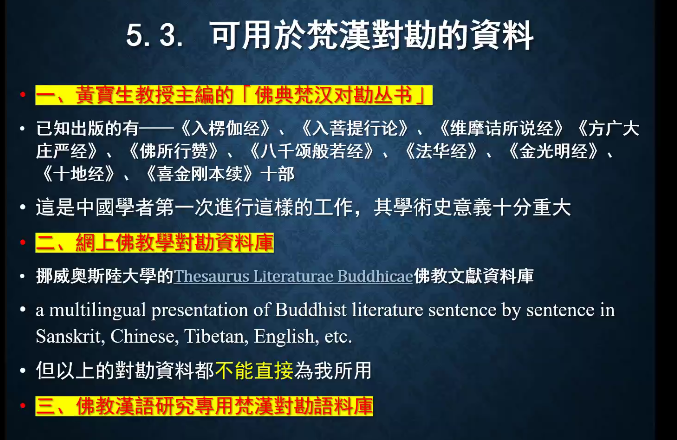 5.3. 可用於梵漢對勘的資料
• 一、黃寶生教授主編的「佛典梵汉对勘丛书」
• 已知出版的有——《入楞伽经》、《入菩提行论》、《维摩诘所说经》《方广大
庄严经》、《佛所行赞》、《八千颂般若经》、《法华经》、《金光明经》、
《十地经》、《喜金刚本续》十部
• 這是中國學者第一次進行這樣的工作，其學術史意義十分重大
• 二、網上佛教學對勘資料庫
• 挪威奥斯陸大學的Thesaurus Literaturae Buddhicae佛教文獻資料庫
• a multilingual presentation of Buddhist literature sentence by sentence in
Sanskrit, Chinese, Tibetan, English, etc.
• 但以上的對勘資料都不能直接為我所用
• 三、佛教漢語研究專用梵漢對勘語料庫